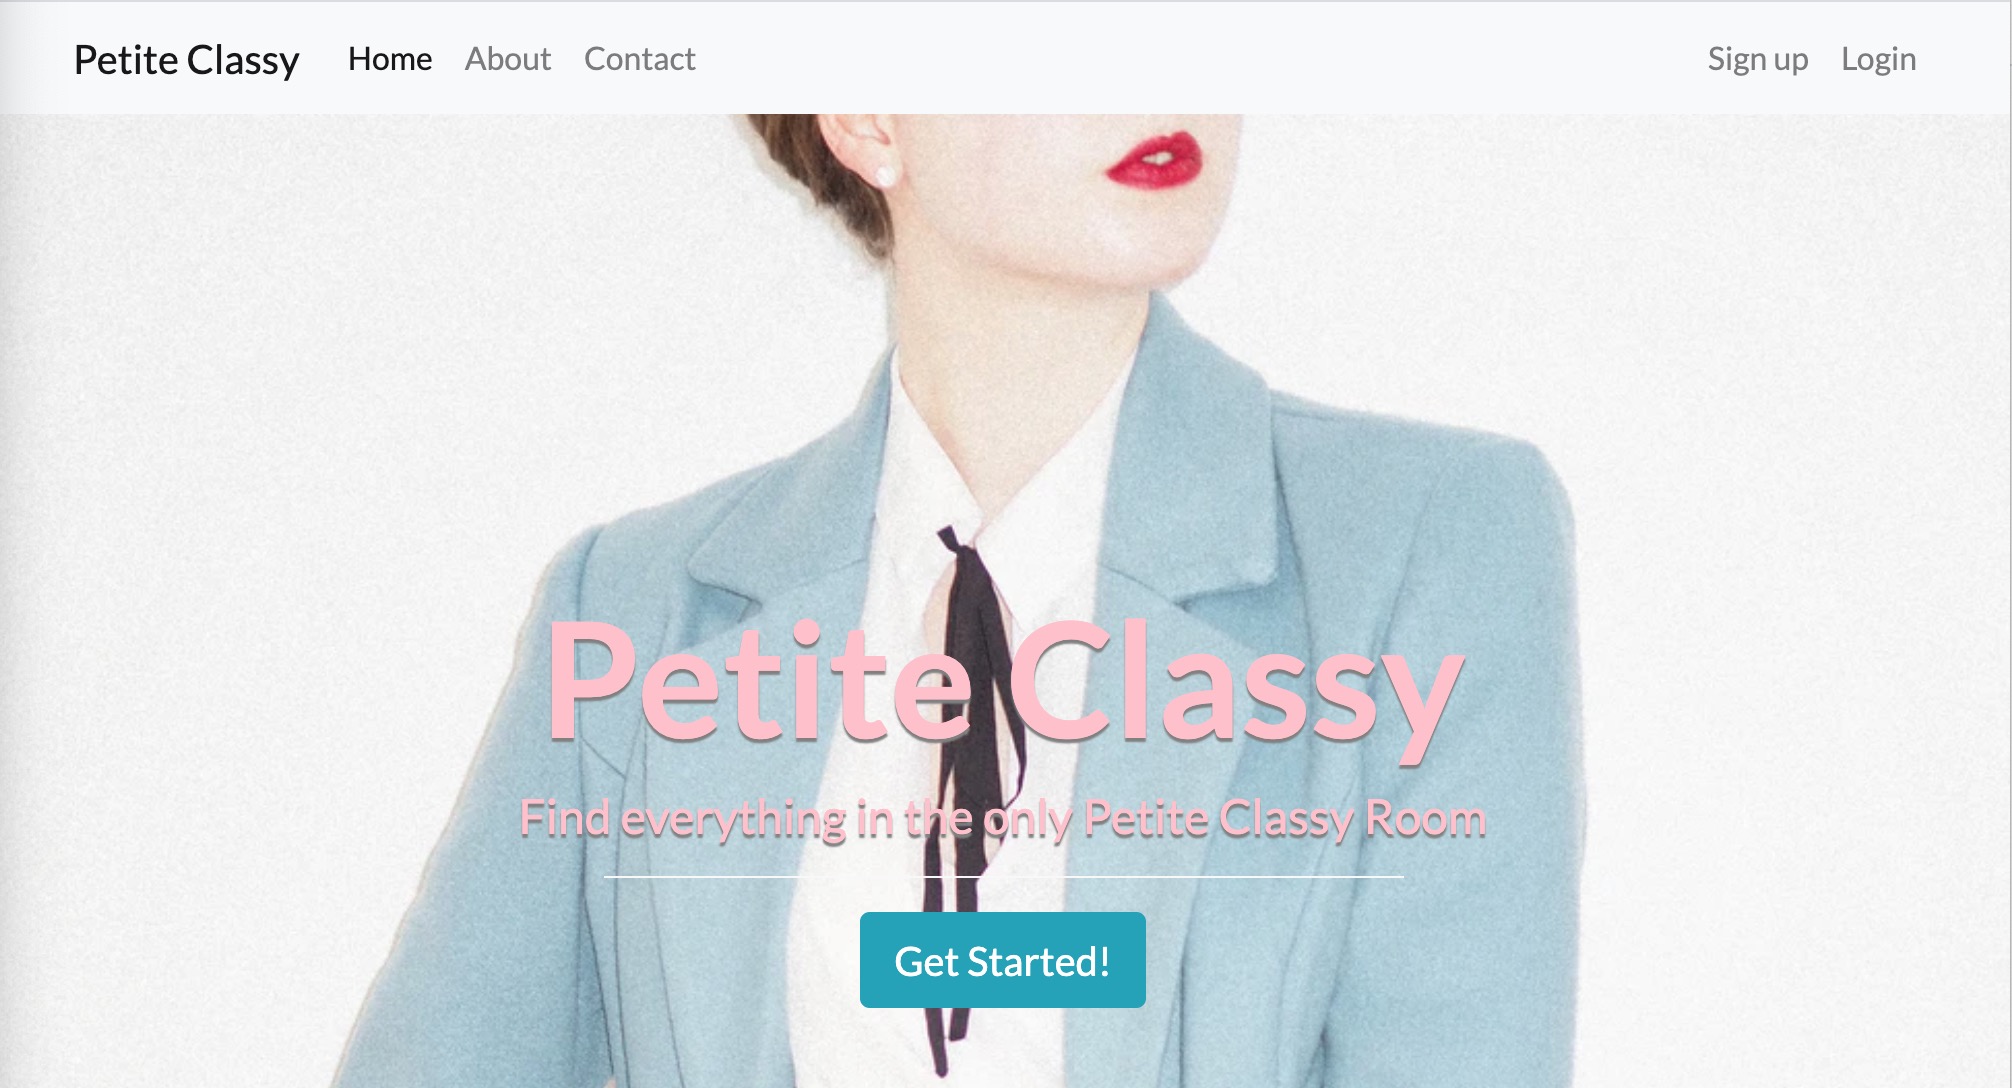 Petite Classy Home About Contact Sign up Login
Petite Classy
Find everything in the only Petite Classy Room
Get Started!